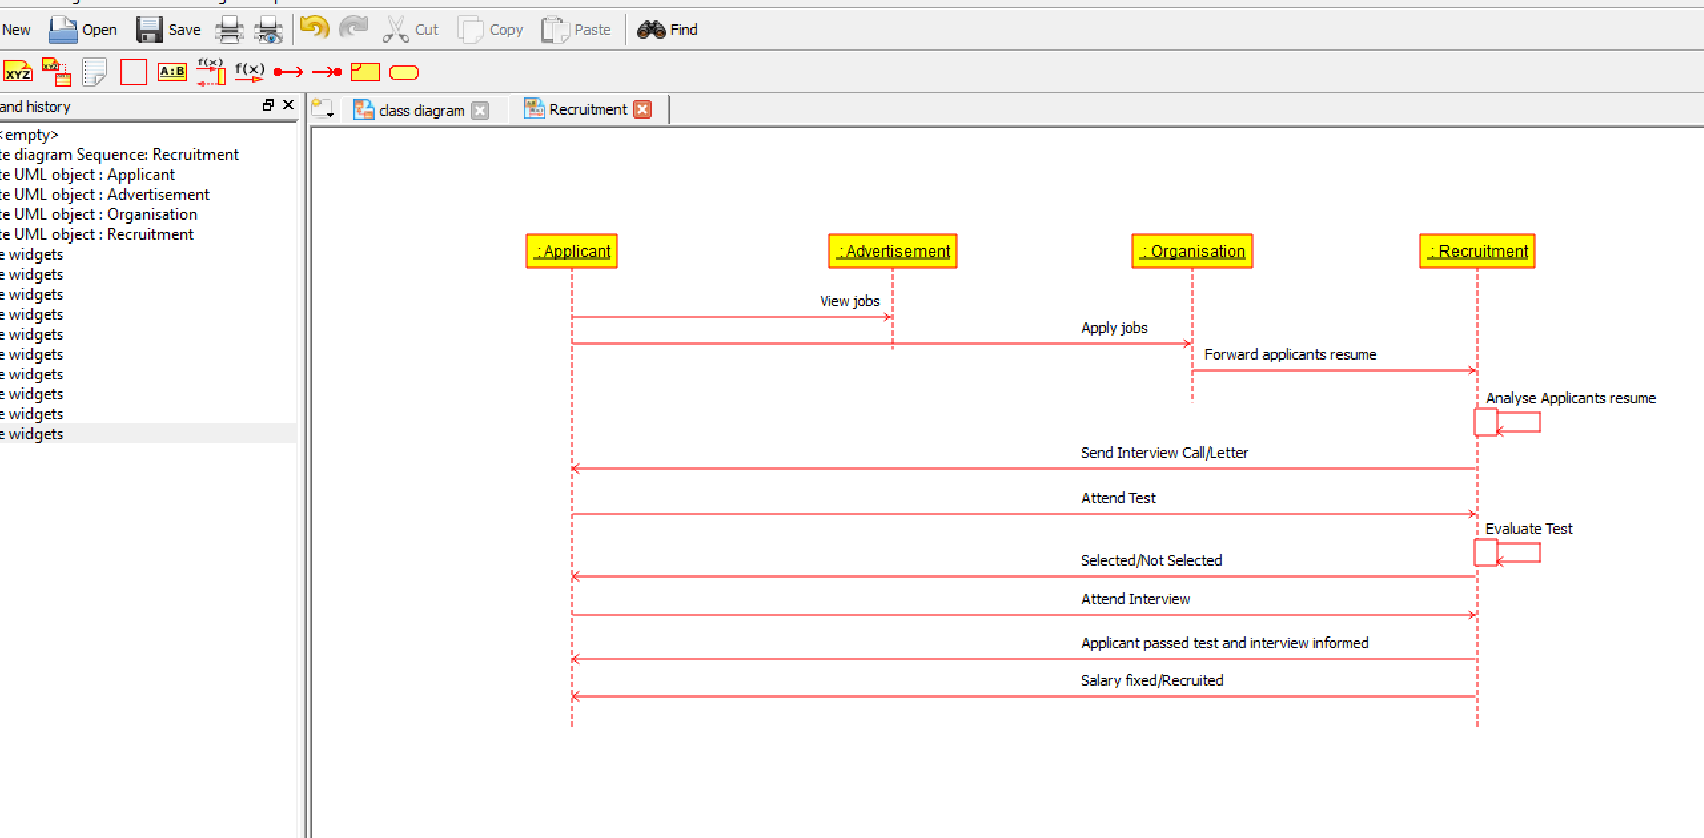 New Open Save Cut Copy Paste Find
XYZ XYZ A:B f(x) f(x)
and history
class diagram Recruitment
<empty>
te diagram Sequence: Recruitment
te UML object : Applicant
te UML object : Advertisement
te UML object : Organisation
te UML object : Recruitment
e widgets
e widgets
e widgets
e widgets
e widgets
e widgets
e widgets
e widgets
e widgets
e widgets
: Applicant : Advertisement : Organisation : Recruitment
View jobs
Apply jobs
Forward applicants resume
Analyse Applicants resume
Send Interview Call/Letter
Attend Test
Evaluate Test
Selected/Not Selected
Attend Interview
Applicant passed test and interview informed
Salary fixed/Recruited